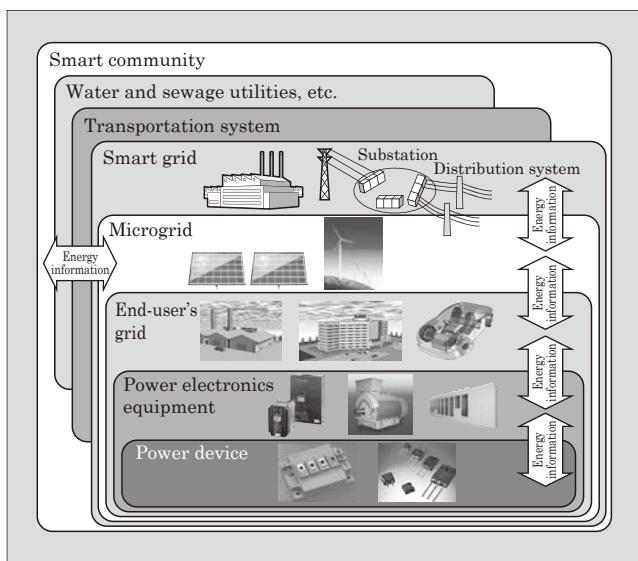 Smart community
Water and sewage utilities, etc.
Transportation system
Smart grid
Substation
Distribution system
Energy
information
Microgrid
Energy
information
Energy
information
End-user's
grid
Energy
information
Power electronics
equipment
Energy
information
Power device